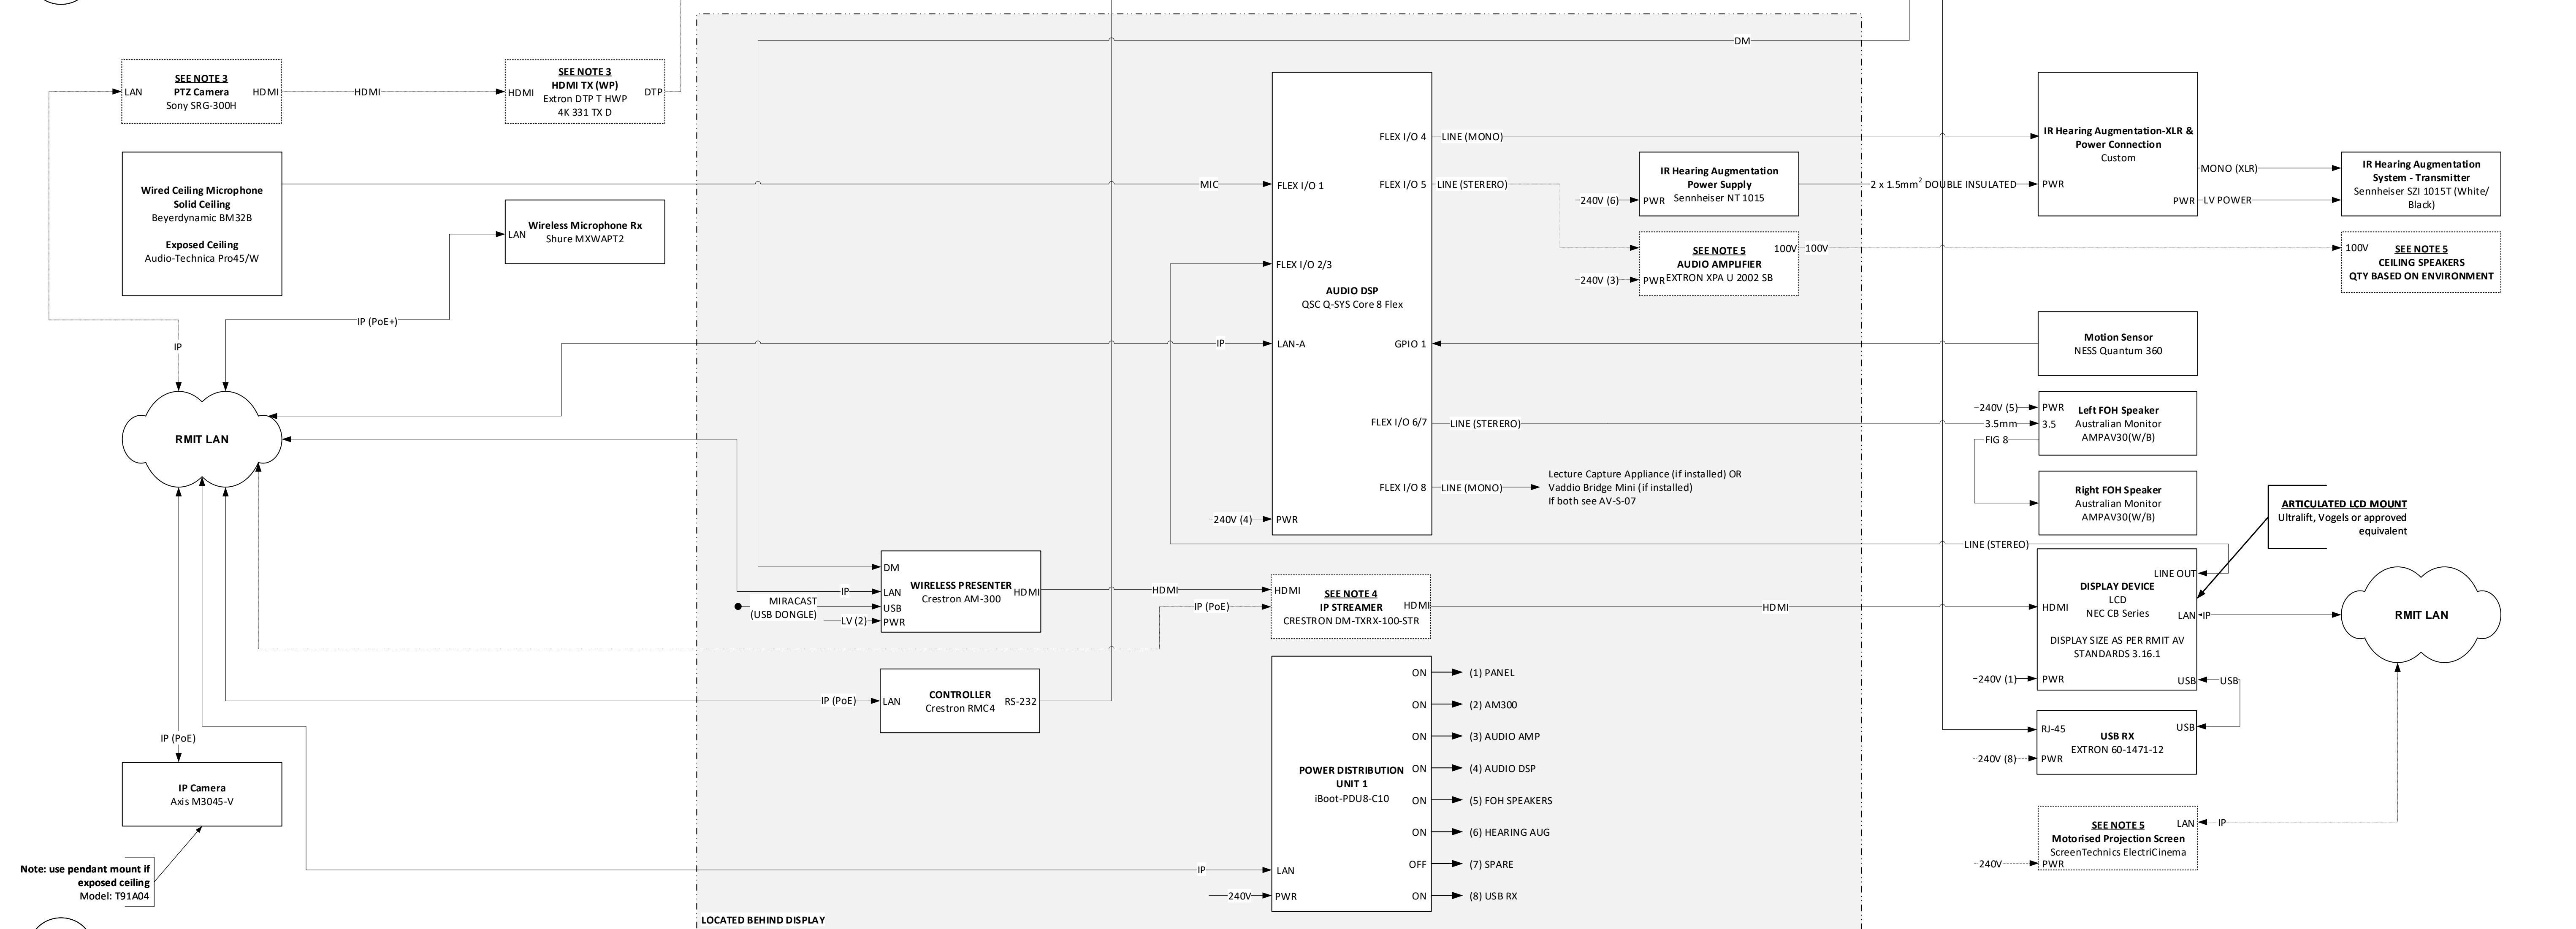 DM
SEE NOTE 3
PTZ Camera
Sony SRG-300H
LAN
HDMI
HDMI
SEE NOTE 3
HDMI TX (WP)
Extron DTP T HWP
4K 331 TX D
HDMI
DTP
Wired Ceiling Microphone
Solid Ceiling
Beyerdynamic BM32B
Exposed Ceiling
Audio-Technica Pro45/W
Wireless Microphone Rx
Shure MXWAPT2
LAN
IP (PoE+)
IP
RMIT LAN
IP (PoE)
IP Camera
Axis M3045-V
Note: use pendant mount if
exposed ceiling
Model: T91A04
MIC
IP
FLEX I/O 1
FLEX I/O 2/3
LAN-A
AUDIO DSP
QSC Q-SYS Core 8 Flex
FLEX I/O 4
FLEX I/O 5
GPIO 1
FLEX I/O 6/7
FLEX I/O 8
240V (4)
PWR
LINE (MONO)
LINE (STERERO)
LINE (STERERO)
LINE (MONO)
Lecture Capture Appliance (if installed) OR
Vaddio Bridge Mini (if installed)
If both see AV-S-07
IR Hearing Augmentation
Power Supply
Sennheiser NT 1015
240V (6)
PWR
2 x 1.5mm2 DOUBLE INSULATED
SEE NOTE 5
AUDIO AMPLIFIER
EXTRON XPA U 2002 SB
240V (3)
PWR
100V
100V
IR Hearing Augmentation-XLR &
Power Connection
Custom
PWR
PWR
MONO (XLR)
LV POWER
IR Hearing Augmentation
System - Transmitter
Sennheiser SZI 1015T (White/
Black)
100V
SEE NOTE 5
CEILING SPEAKERS
QTY BASED ON ENVIRONMENT
Motion Sensor
NESS Quantum 360
240V (5)
PWR
3.5mm
3.5
FIG 8
Left FOH Speaker
Australian Monitor
AMPAV30(W/B)
Right FOH Speaker
Australian Monitor
AMPAV30(W/B)
ARTICULATED LCD MOUNT
Ultralift, Vogels or approved
equivalent
LINE (STEREO)
LINE OUT
DISPLAY DEVICE
LCD
NEC CB Series
DISPLAY SIZE AS PER RMIT AV
STANDARDS 3.16.1
HDMI
LAN
IP
240V (1)
PWR
USB
USB
RMIT LAN
RJ-45
USB RX
EXTRON 60-1471-12
USB
240V (8)
PWR
SEE NOTE 5
Motorised Projection Screen
ScreenTechnics ElectriCinema
LAN
IP
240V
PWR
DM
WIRELESS PRESENTER
Crestron AM-300
IP
LAN
MIRACAST
(USB DONGLE)
USB
LV (2)
PWR
HDMI
HDMI
IP (PoE)
HDMI
SEE NOTE 4
IP STREAMER
CRESTRON DM-TXRX-100-STR
HDMI
HDMI
IP (PoE)
LAN
CONTROLLER
Crestron RMC4
RS-232
POWER DISTRIBUTION
UNIT 1
iBoot-PDU8-C10
IP
LAN
240V
PWR
ON
(1) PANEL
ON
(2) AM300
ON
(3) AUDIO AMP
ON
(4) AUDIO DSP
ON
(5) FOH SPEAKERS
ON
(6) HEARING AUG
OFF
(7) SPARE
ON
(8) USB RX
LOCATED BEHIND DISPLAY